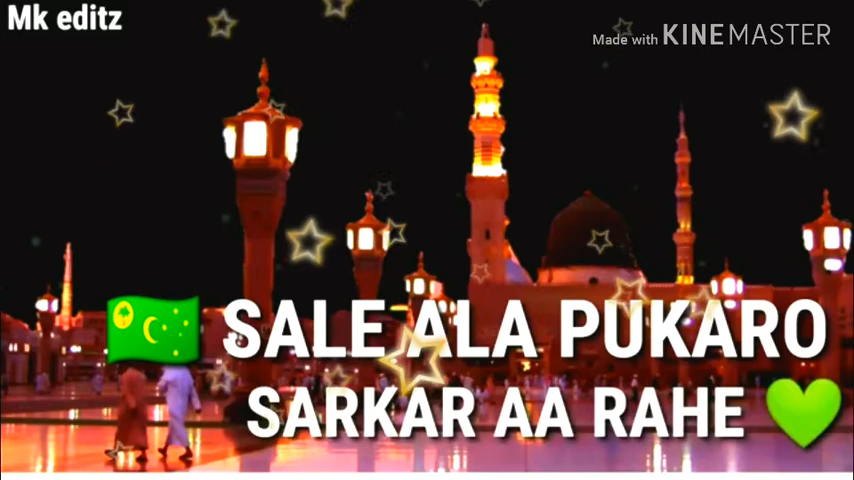 Mk editz
Made with KINEMASTER
SALE ALA PUKARO
SARKAR AA RAHE